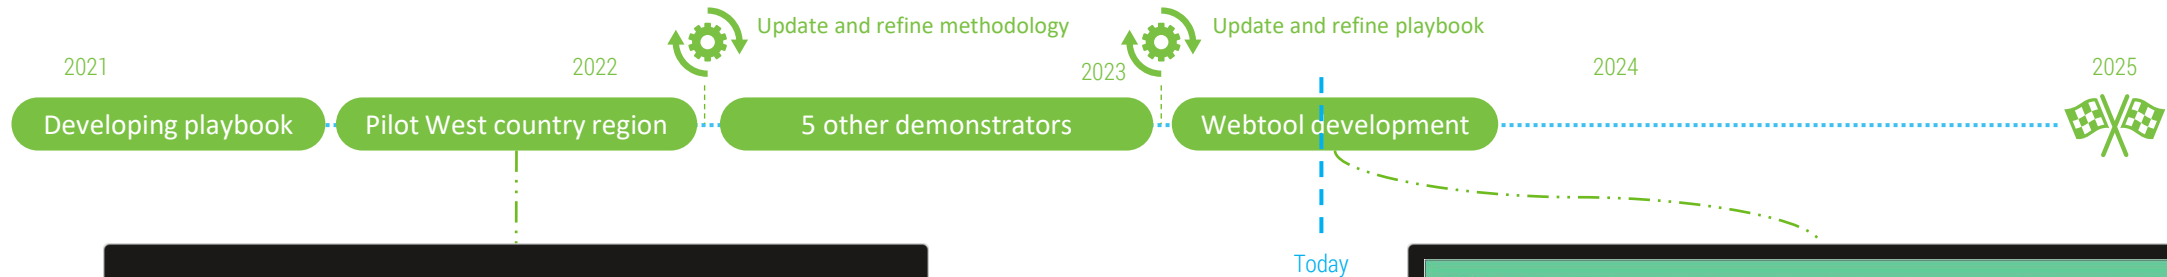 Update and refine methodology
Update and refine playbook
2021
2022
2023
2024
2025
Developing playbook
Pilot West country region
5 other demonstrators
Webtool development
Today